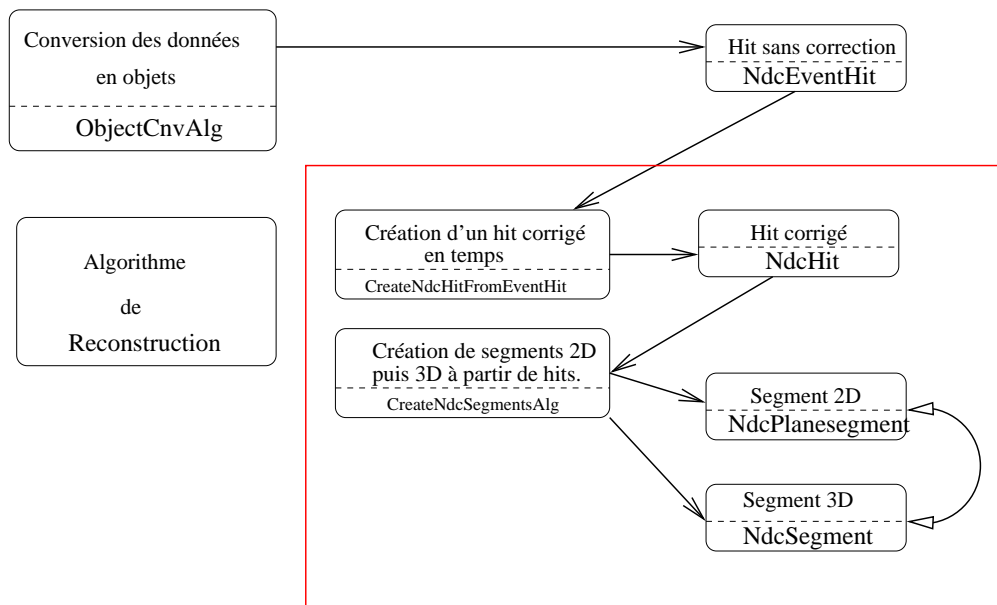 Conversion des données
en objets
ObjectCnvAlg
Hit sans correction
NdcEventHit
Algorithme
de
Reconstruction
Création d'un hit corrigé
en temps
CreateNdcHitFromEventHit
Hit corrigé
NdcHit
Création de segments 2D
puis 3D à partir de hits.
CreateNdcSegmentsAlg
Segment 2D
NdcPlanesegment
Segment 3D
NdcSegment